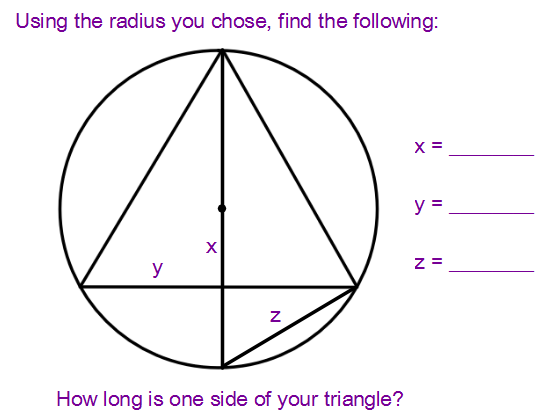 Using the radius you chose, find the following:
x = ________
y = ________
x
y
z = ________
z
How long is one side of your triangle?